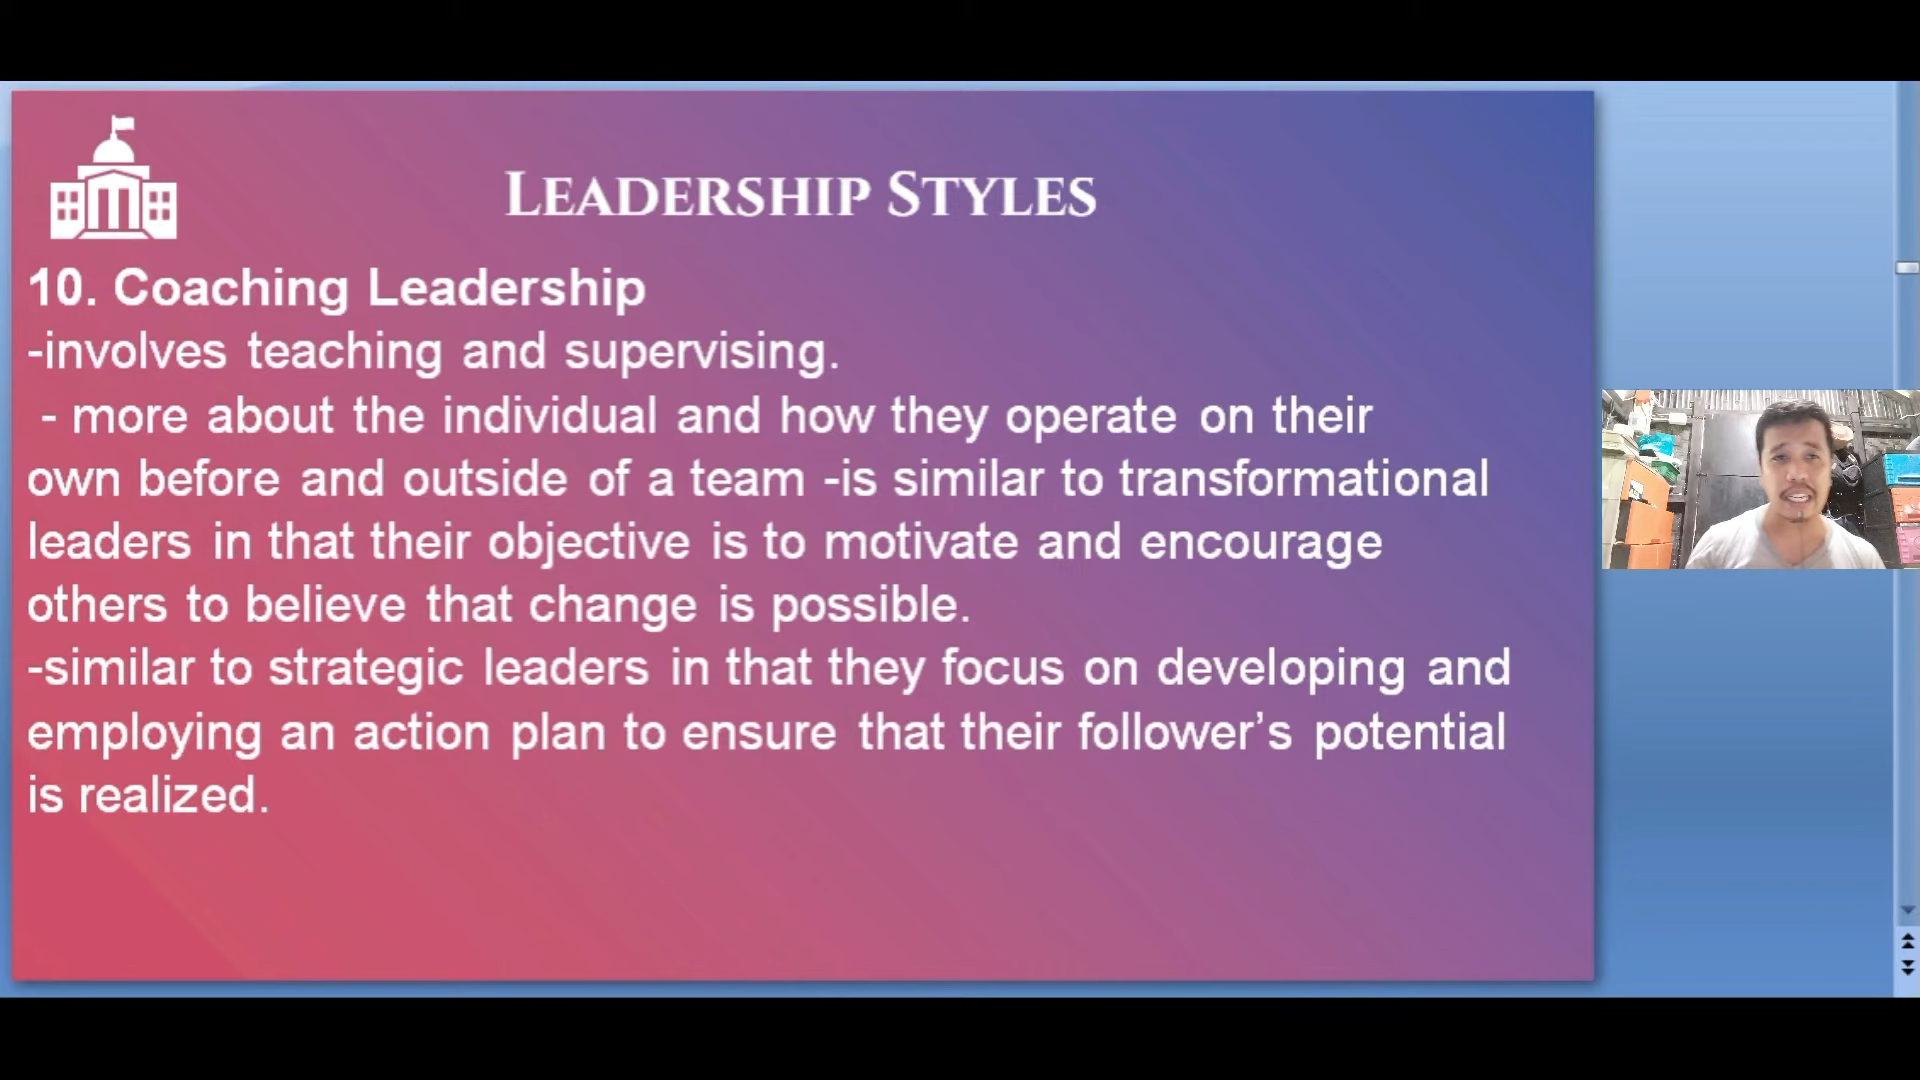 LEADERSHIP STYLES
10. Coaching Leadership
-involves teaching and supervising.
- more about the individual and how they operate on their
own before and outside of a team -is similar to transformational
leaders in that their objective is to motivate and encourage
others to believe that change is possible.
-similar to strategic leaders in that they focus on developing and
employing an action plan to ensure that their follower’s potential
is realized.